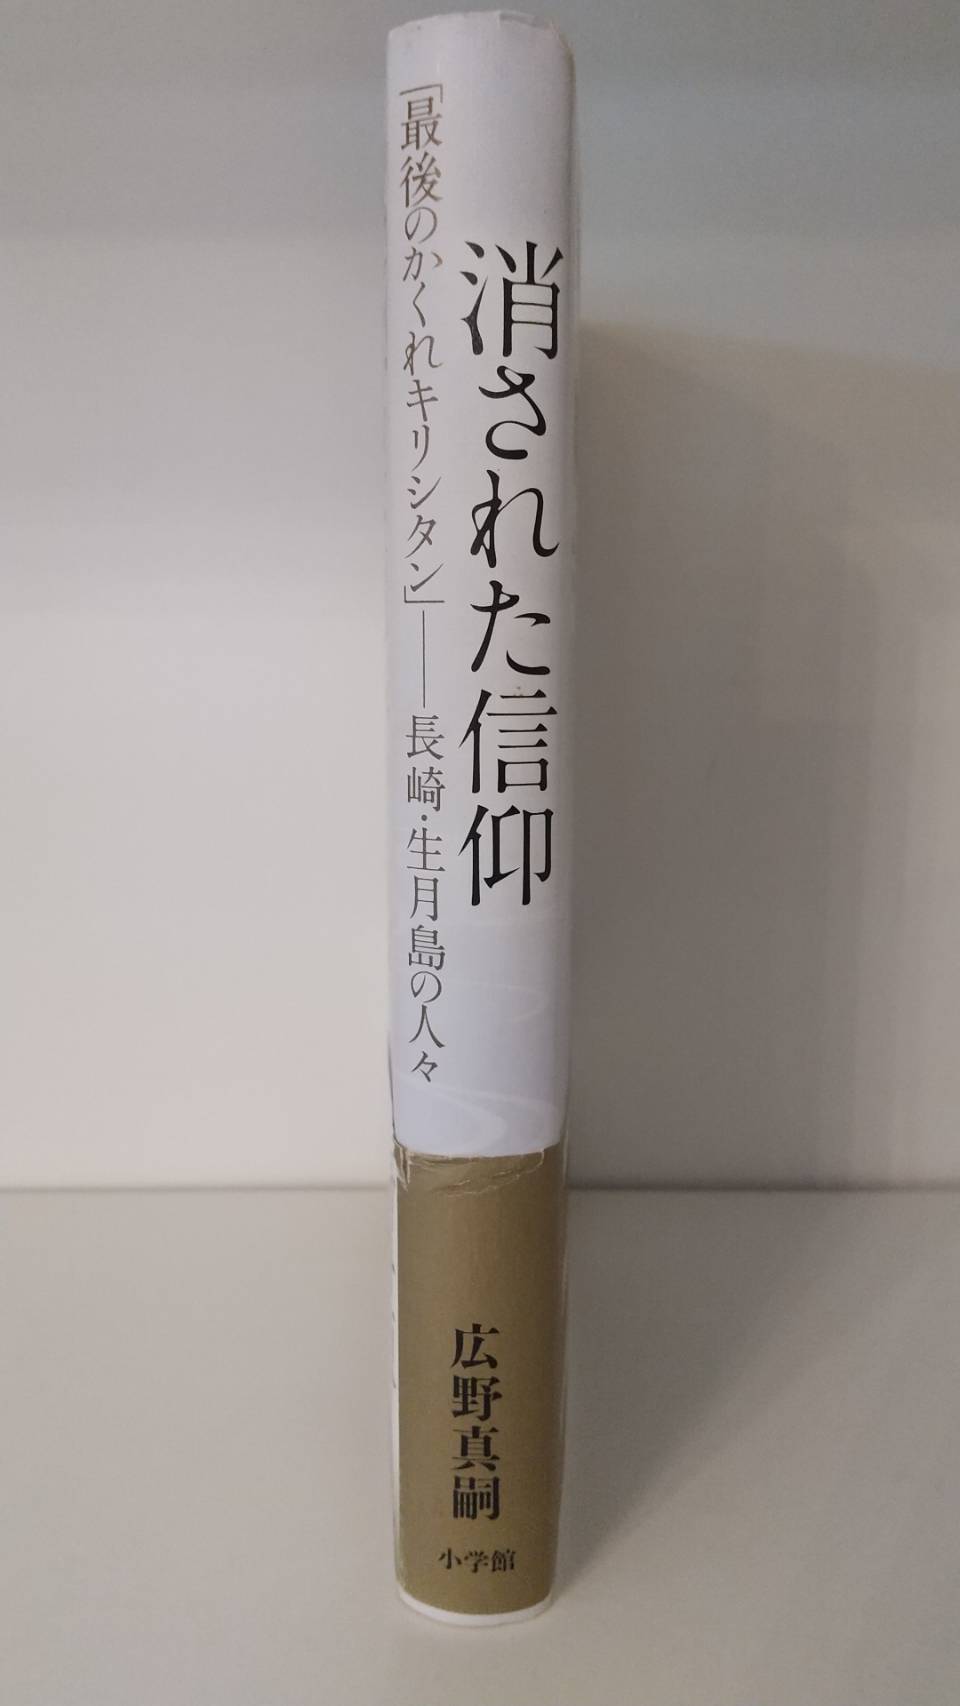 消された信仰
「最後のかくれキリシタン」――長崎・生月島の人々
広野真嗣
小学館